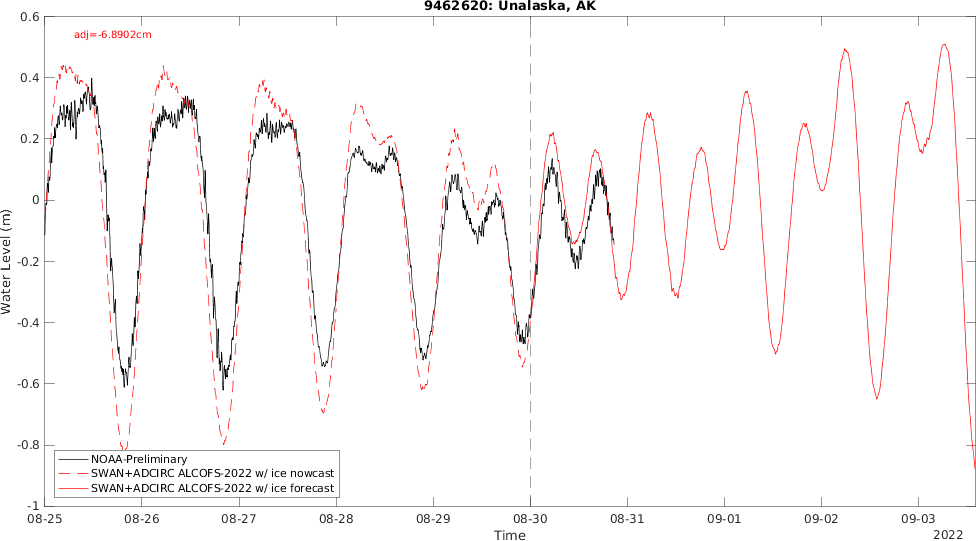 9462620: Unalaska, AK
adj=-6.8902cm
0.6
0.4
0.2
0
-0.2
-0.4
-0.6
-0.8
-1
Water Level (m)
NOAA-Preliminary
SWAN+ADCIRC ALCOFS-2022 w/ ice nowcast
SWAN+ADCIRC ALCOFS-2022 w/ ice forecast
08-25 08-26 08-27 08-28 08-29 08-30 08-31 09-01 09-02 09-03
Time
2022